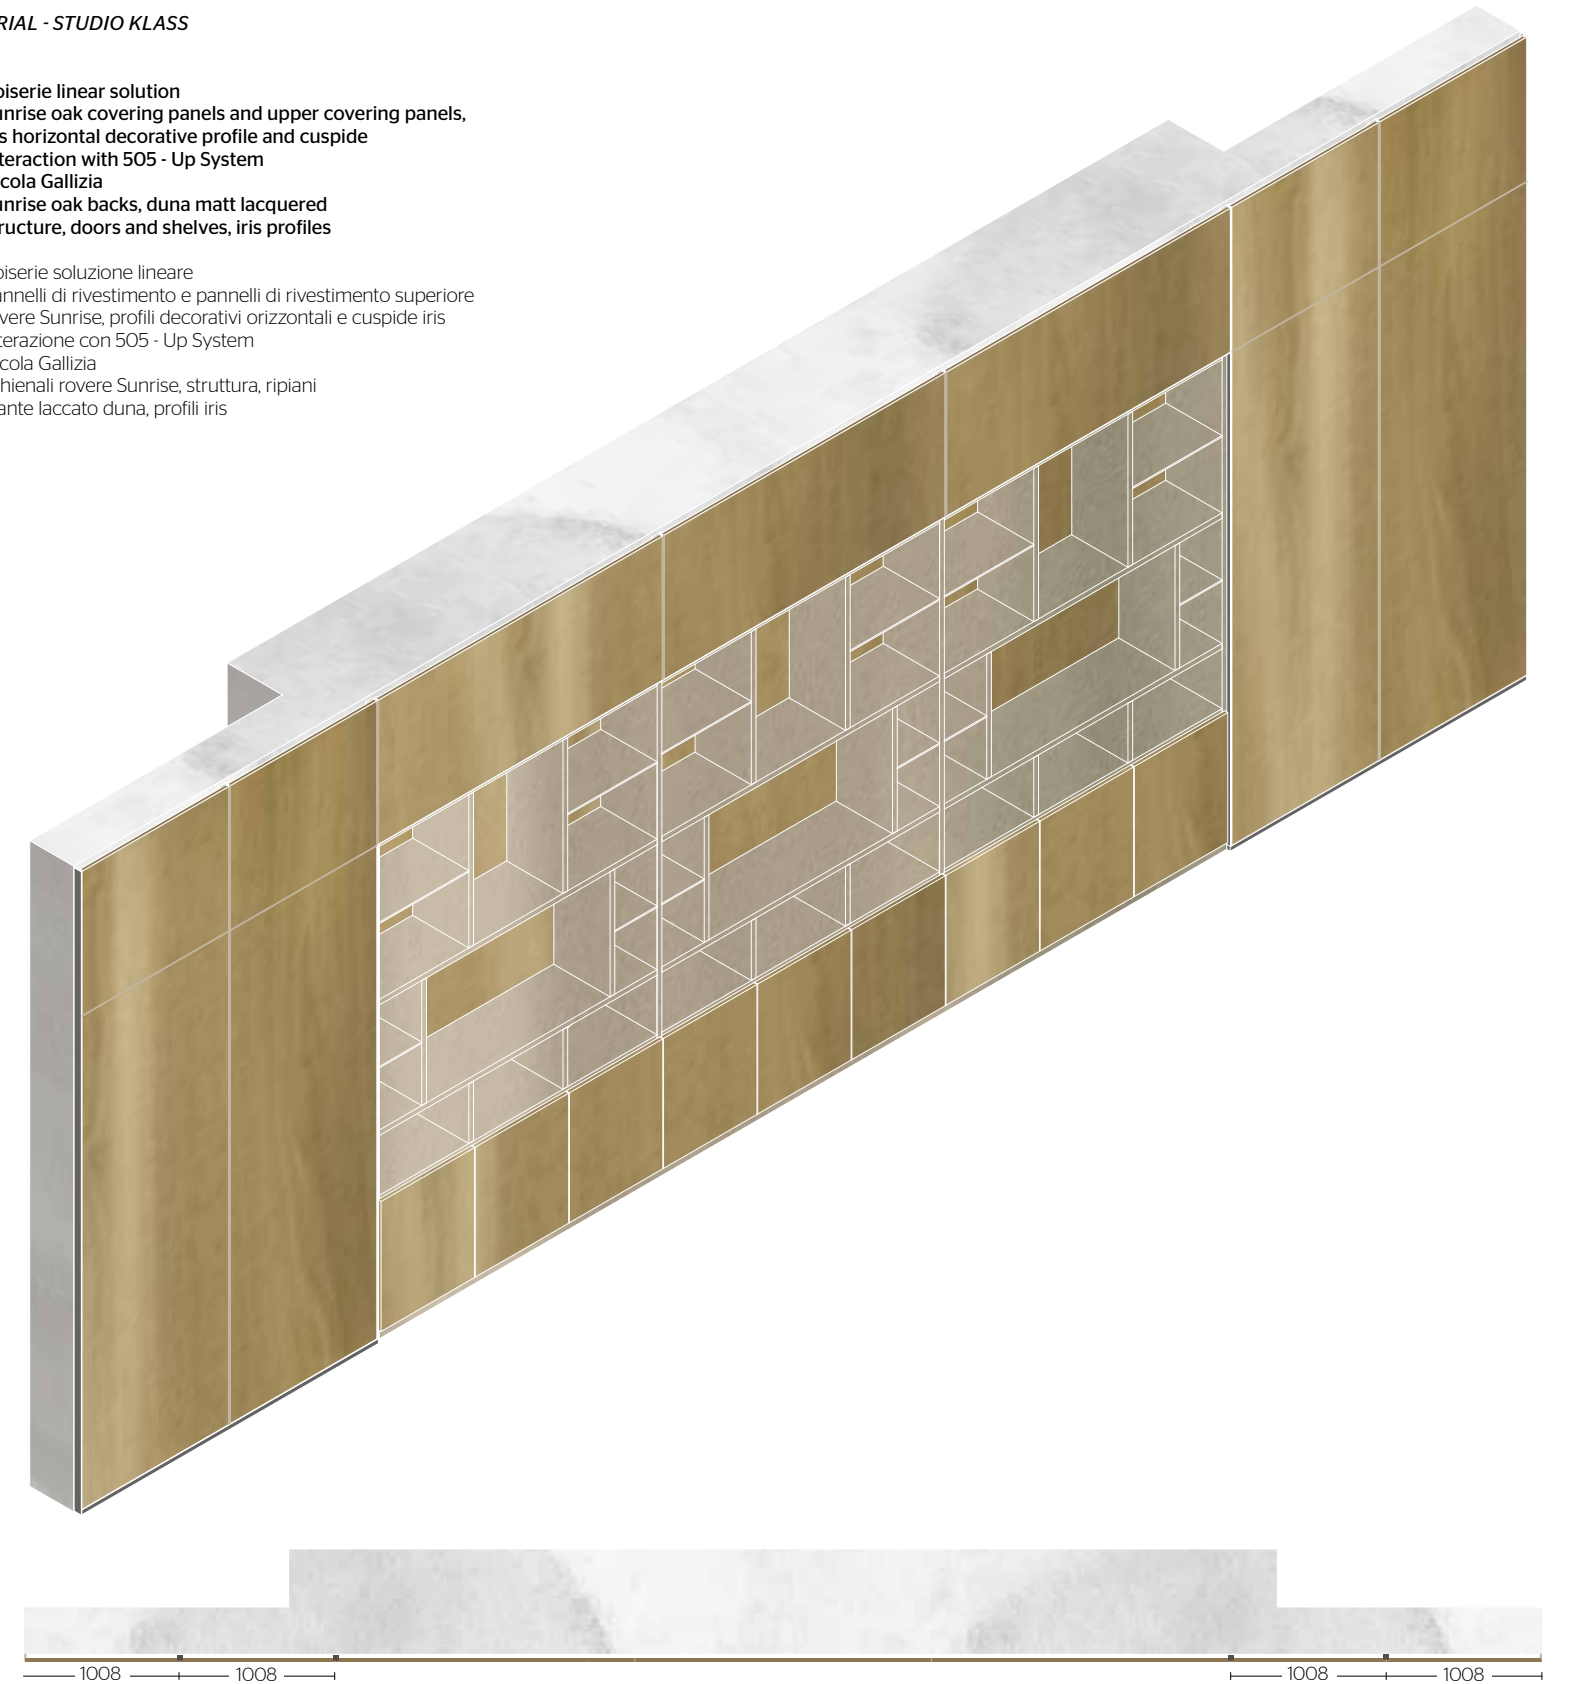 RIAL - STUDIO KLASS
oiserie linear solution
unrise oak covering panels and upper covering panels,
s horizontal decorative profile and cuspide
teraction with 505 - Up System
cola Gallizia
unrise oak backs, duna matt lacquered
ructure, doors and shelves, iris profiles
oiserie soluzione lineare
annelli di rivestimento e pannelli di rivestimento superiore
vere Sunrise, profili decorativi orizzontali e cuspide iris
terazione con 505 - Up System
cola Gallizia
hienali rovere Sunrise, struttura, ripiani
ante laccato duna, profili iris
1008 1008 1008 1008